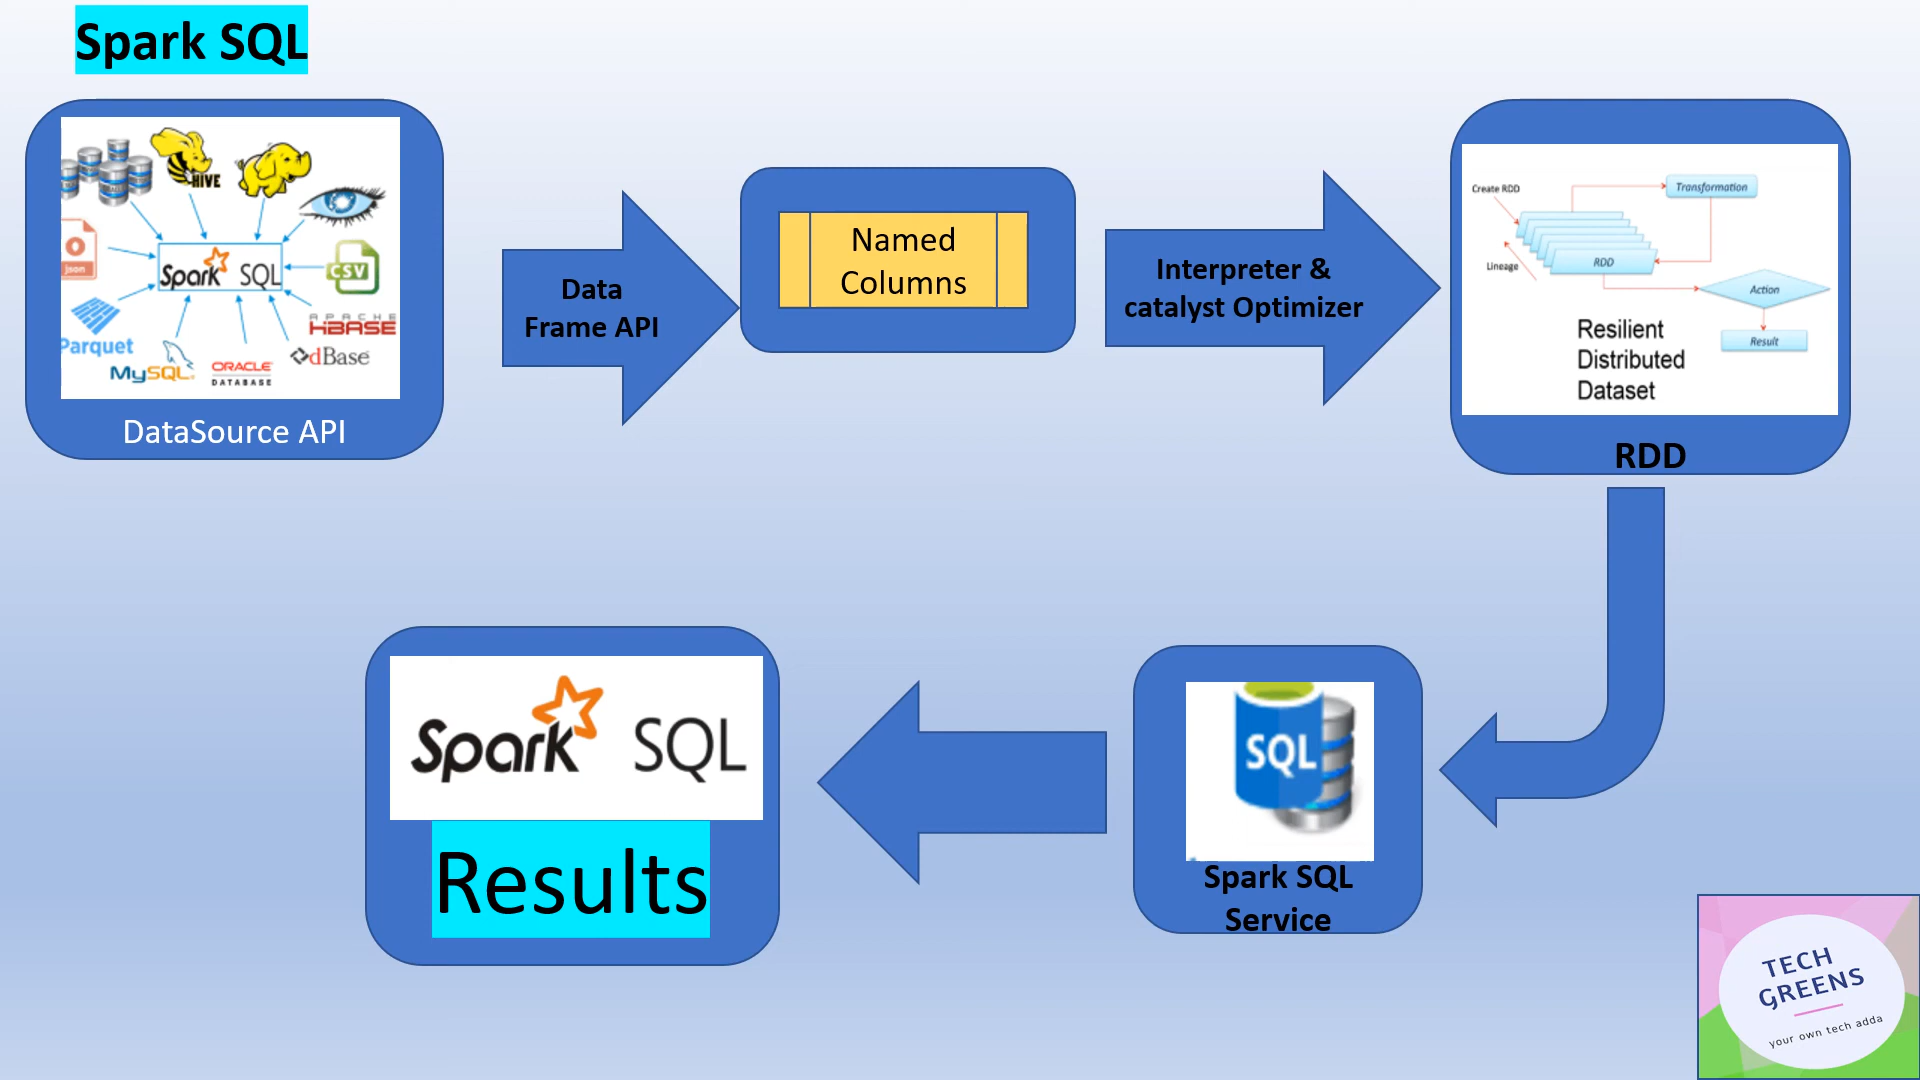 Spark SQL
HIVE
json
Spark SQL
CSV
Parquet
MySQL
ORACLE
DATABASE
APACHE
HBASE
dBase
DataSource API
Data
Frame API
Named
Columns
Interpreter &
catalyst Optimizer
Create RDD
Transformation
Lineage
RDD
Action
Result
Resilient
Distributed
Dataset
RDD
Spark SQL
Results
SQL
Spark SQL
Service
TECH
GREENS
your own tech adda